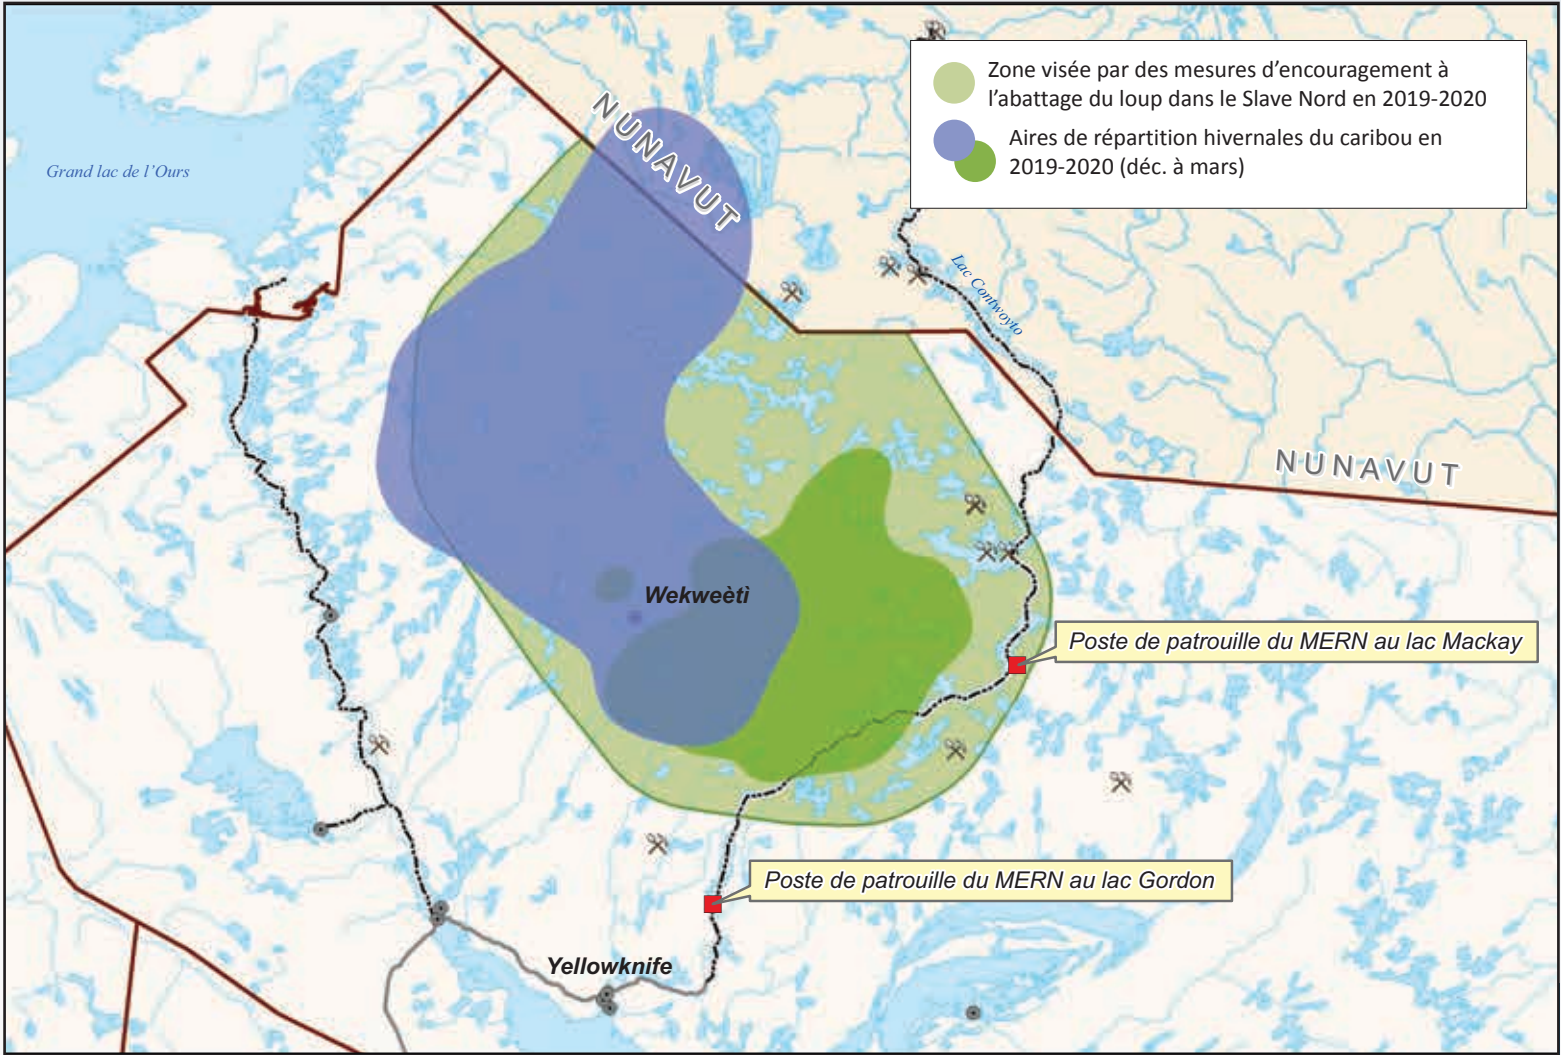 Zone visée par des mesures d'encouragement à
l'abattage du loup dans le Slave Nord en 2019-2020
Aires de répartition hivernales du caribou en
2019-2020 (déc. à mars)
NUNAVUT
Grand lac de l'Ours
Lac Contwoyto
NUNAVUT
Wekweètì
Poste de patrouille du MERN au lac Mackay
Poste de patrouille du MERN au lac Gordon
Yellowknife